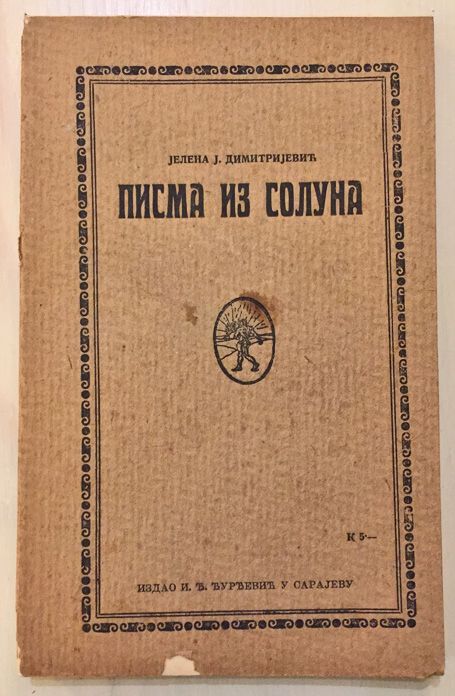 ЈЕЛЕНА Ј. ДИМИТРИЈЕВИЋ
ПИСМА ИЗ СОЛУНА
К 5·—
ИЗДАО И. Ђ. ЂУРЂЕВИЋ У САРАЈЕВУ